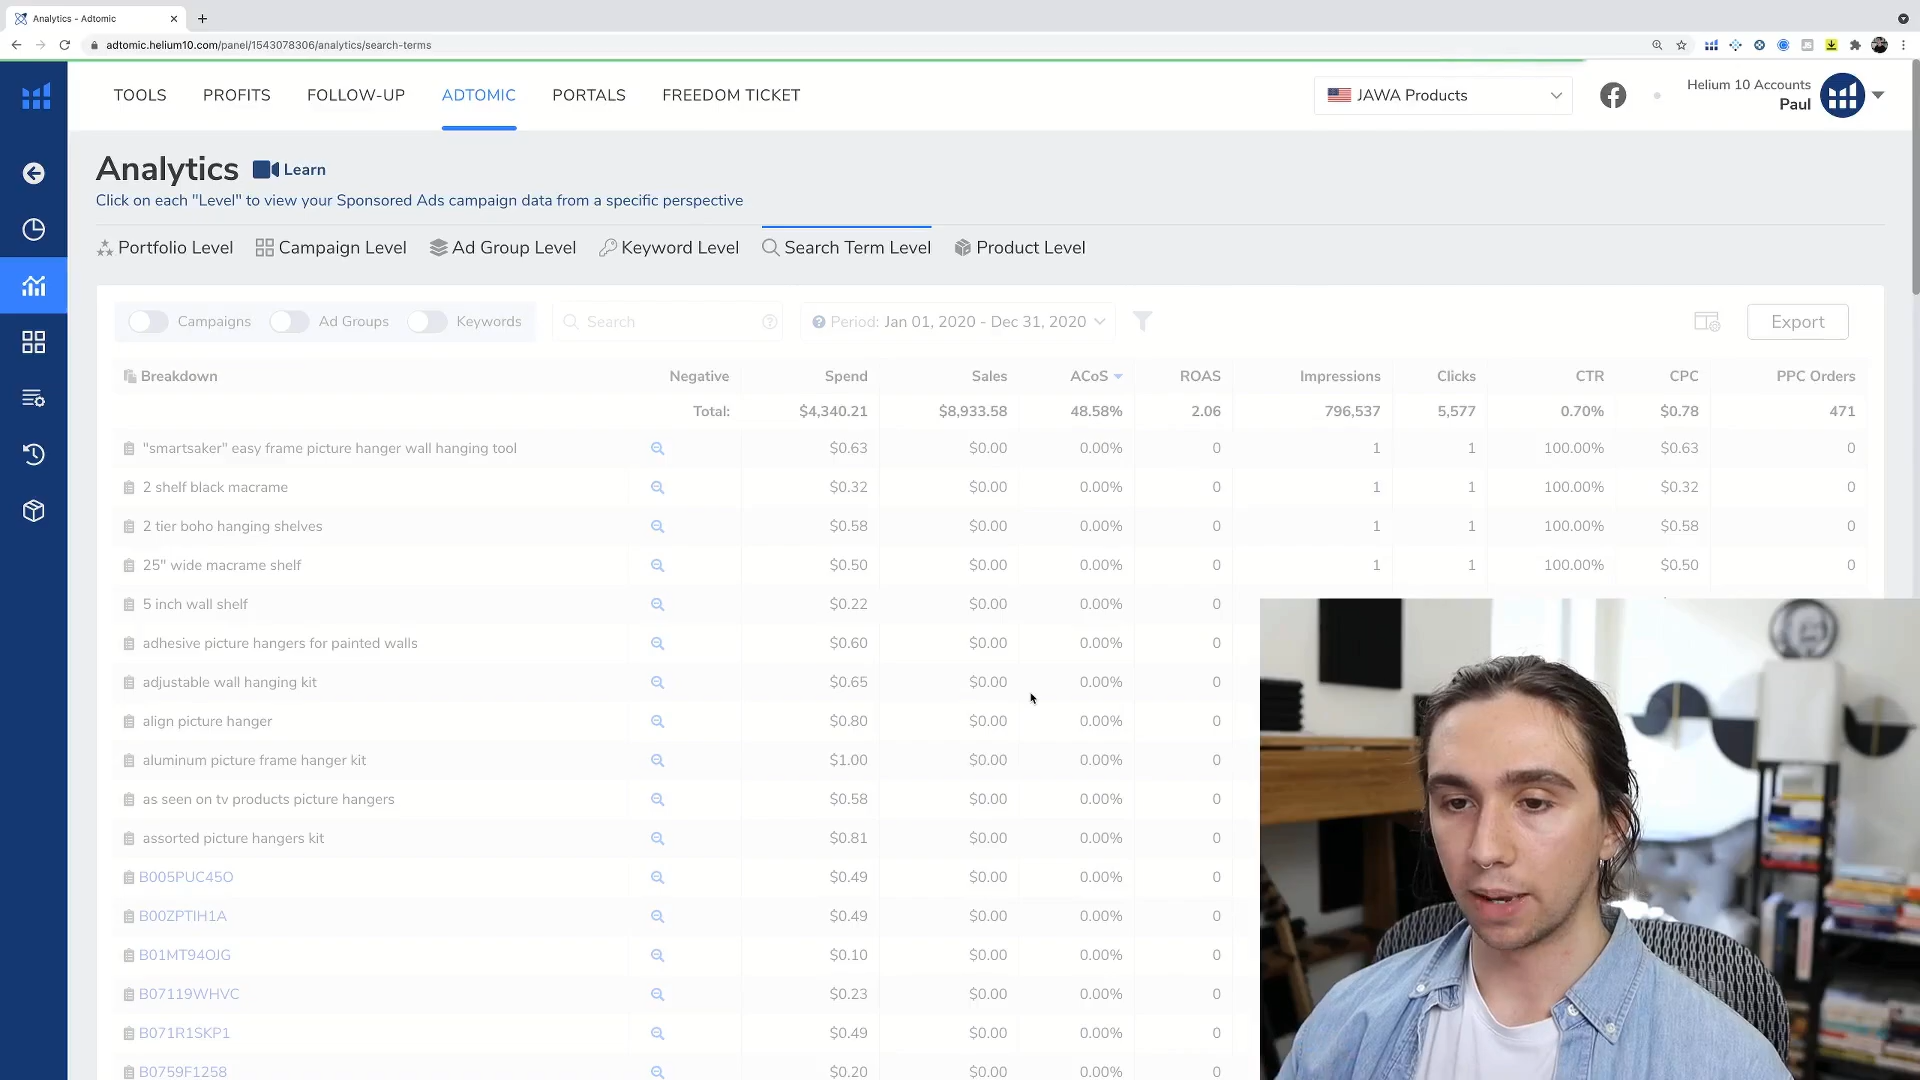 Analytics - Adtomic
adtomic.helium10.com/panel/1543078306/analytics/search-terms
TOOLS PROFITS FOLLOW-UP ADTOMIC PORTALS FREEDOM TICKET
JAWA Products
Helium 10 Accounts
Paul
Analytics Learn
Click on each "Level" to view your Sponsored Ads campaign data from a specific perspective
Portfolio Level Campaign Level Ad Group Level Keyword Level Search Term Level Product Level
Campaigns Ad Groups Keywords Search Period: Jan 01, 2020 - Dec 31, 2020 Export
Breakdown Negative Spend Sales ACoS ROAS Impressions Clicks CTR CPC PPC Orders
Total: $4,340.21 $8,933.58 48.58% 2.06 796,537 5,577 0.70% $0.78 471
"smartsaker" easy frame picture hanger wall hanging tool $0.63 $0.00 0.00% 0 1 1 100.00% $0.63 0
2 shelf black macrame $0.32 $0.00 0.00% 0 1 1 100.00% $0.32 0
2 tier boho hanging shelves $0.58 $0.00 0.00% 0 1 1 100.00% $0.58 0
25" wide macrame shelf $0.50 $0.00 0.00% 0 1 1 100.00% $0.50 0
5 inch wall shelf $0.22 $0.00 0.00% 0
adhesive picture hangers for painted walls $0.60 $0.00 0.00% 0
adjustable wall hanging kit $0.65 $0.00 0.00% 0
align picture hanger $0.80 $0.00 0.00% 0
aluminum picture frame hanger kit $1.00 $0.00 0.00% 0
as seen on tv products picture hangers $0.58 $0.00 0.00% 0
assorted picture hangers kit $0.81 $0.00 0.00% 0
B005PUC45O $0.49 $0.00 0.00% 0
B00ZPTIH1A $0.49 $0.00 0.00% 0
B01MT94OJG $0.10 $0.00 0.00% 0
B07119WHVC $0.23 $0.00 0.00% 0
B071R1SKP1 $0.49 $0.00 0.00% 0
B0759F1258 $0.20 $0.00 0.00% 0